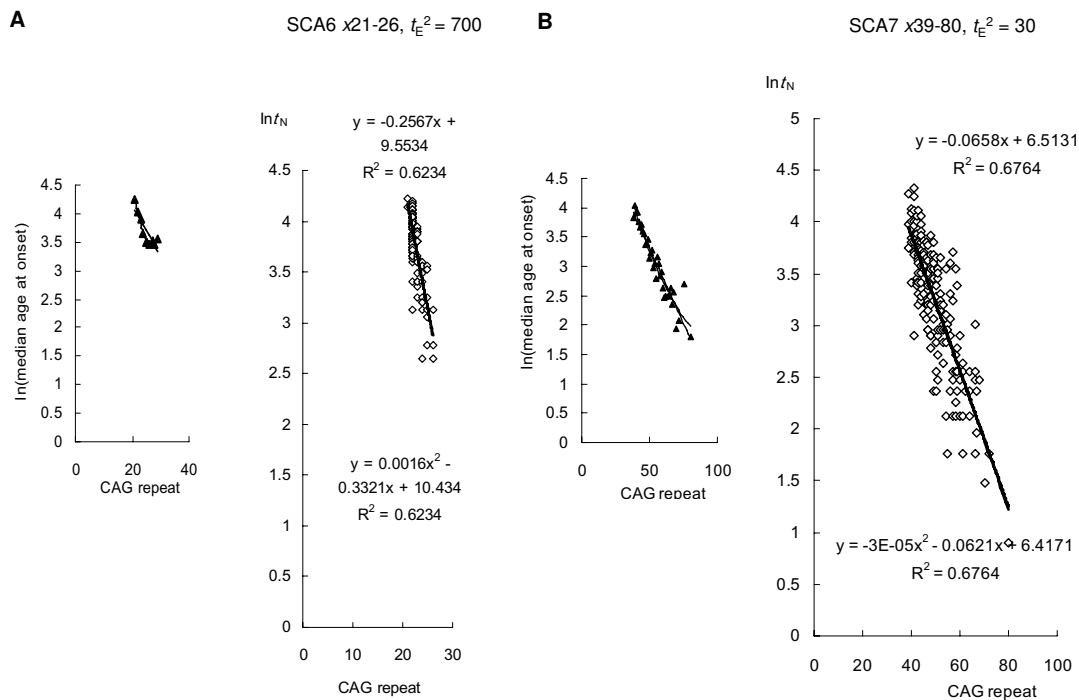 A
SCA6 x21-26, tE² = 700
ln tN
y = -0.2567x +
9.5534
R² = 0.6234
4.5
4
3.5
3
2.5
2
1.5
1
0.5
0
ln(median age at onset)
0 20 40
CAG repeat
4.5
4
3.5
3
2.5
2
1.5
1
0.5
0
y = 0.0016x² -
0.3321x + 10.434
R² = 0.6234
0 10 20 30
CAG repeat
B
SCA7 x39-80, tE² = 30
ln tN
y = -0.0658x + 6.5131
R² = 0.6764
4.5
4
3.5
3
2.5
2
1.5
1
0.5
0
ln(median age at onset)
0 50 100
CAG repeat
5
4.5
4
3.5
3
2.5
2
1.5
1
0.5
0
y = -3E-05x² - 0.0621x + 6.4171
R² = 0.6764
0 20 40 60 80 100
CAG repeat